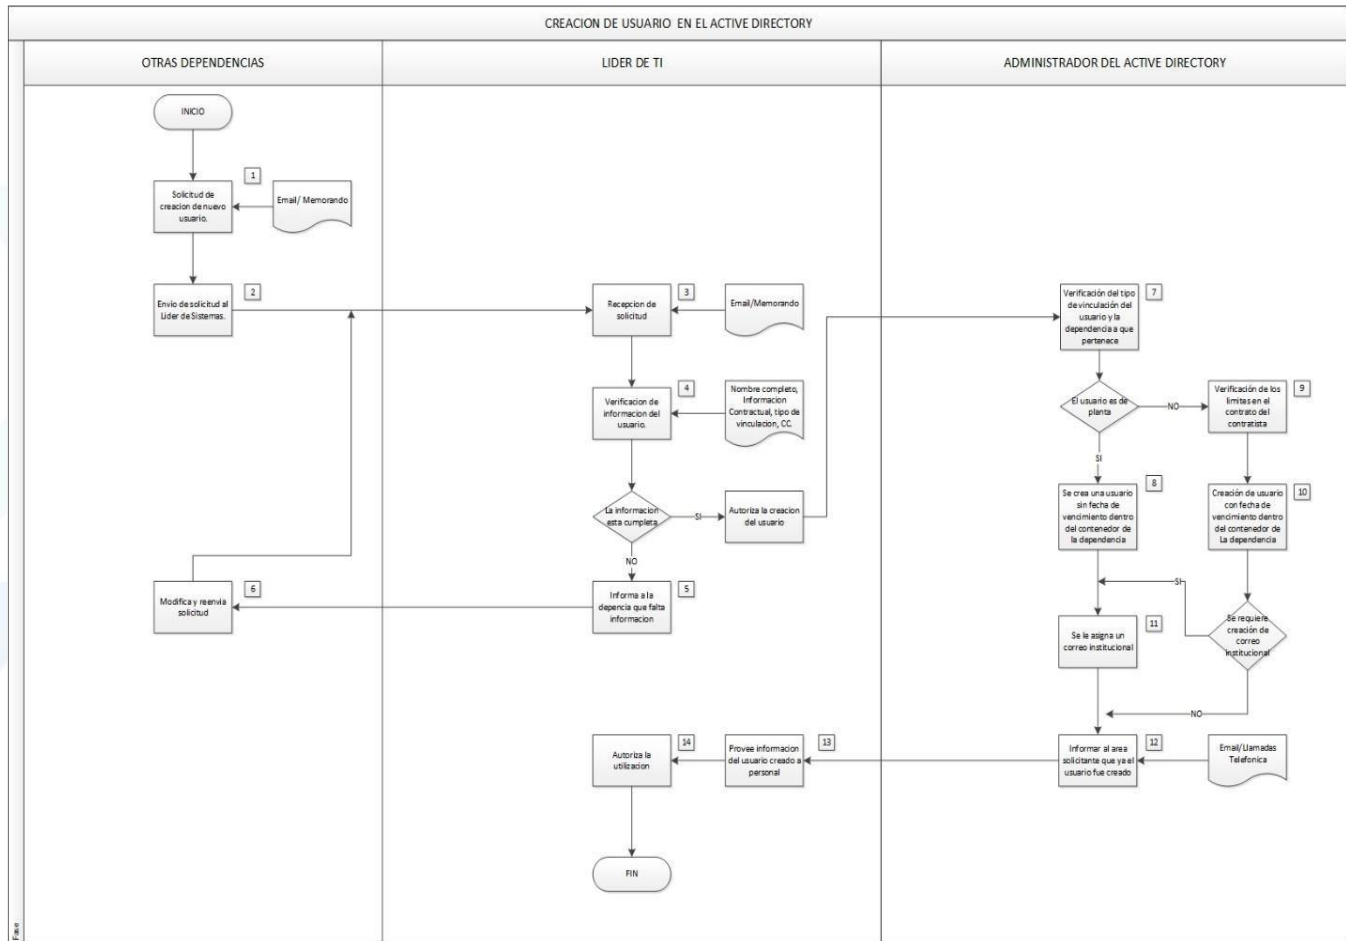 CREACION DE USUARIO EN EL ACTIVE DIRECTORY
OTRAS DEPENDENCIAS
LIDER DE TI
ADMINISTRADOR DEL ACTIVE DIRECTORY
INICIO
1
Solicitud de
creacion de nuevo
usuario.
Email/ Memorando
2
Envio de solicitud al
Lider de Sistemas.
3
Recepcion de
solicitud
Email/Memorando
4
Verificacion de
informacion del
usuario.
Nombre completo,
Informacion
Contractual, tipo de
vinculacion, CC.
La informacion
esta cumpleta
SI
Autoriza la creacion
del usuario
NO
5
Informa a la
depencia que falta
informacion
6
Modifica y reenvia
solicitud
7
Verificación del tipo
de vinculación del
usuario y la
dependencia a que
pertenece
El usuario es de
planta
NO
9
Verificación de los
limites en el
contrato del
contratista
SI
8
Se crea una usuario
sin fecha de
vencimiento dentro
del contenedor de
la dependencia
10
Creación de usuario
con fecha de
vencimiento dentro
del contenedor de
La dependencia
SI
Se requiere
creación de
correo
institucional
11
Se le asigna un
correo institucional
NO
12
Informar al area
solicitante que ya el
usuario fue creado
Email/Llamadas
Telefonica
13
Provee informacion
del usuario creado a
personal
14
Autoriza la
utilizacion
FIN
Fase